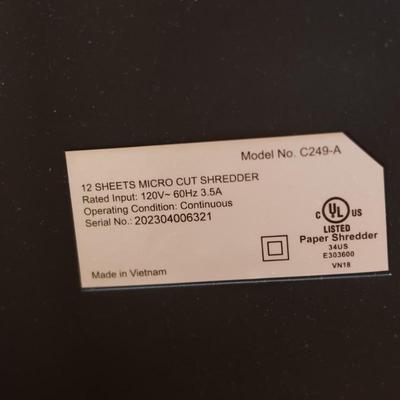 Model No. C249-A
12 SHEETS MICRO CUT SHREDDER
Rated Input: 120V~ 60Hz 3.5A
Operating Condition: Continuous
Serial No.: 202304006321
C UL US
LISTED
Paper Shredder
34US
E303600
VN18
Made in Vietnam